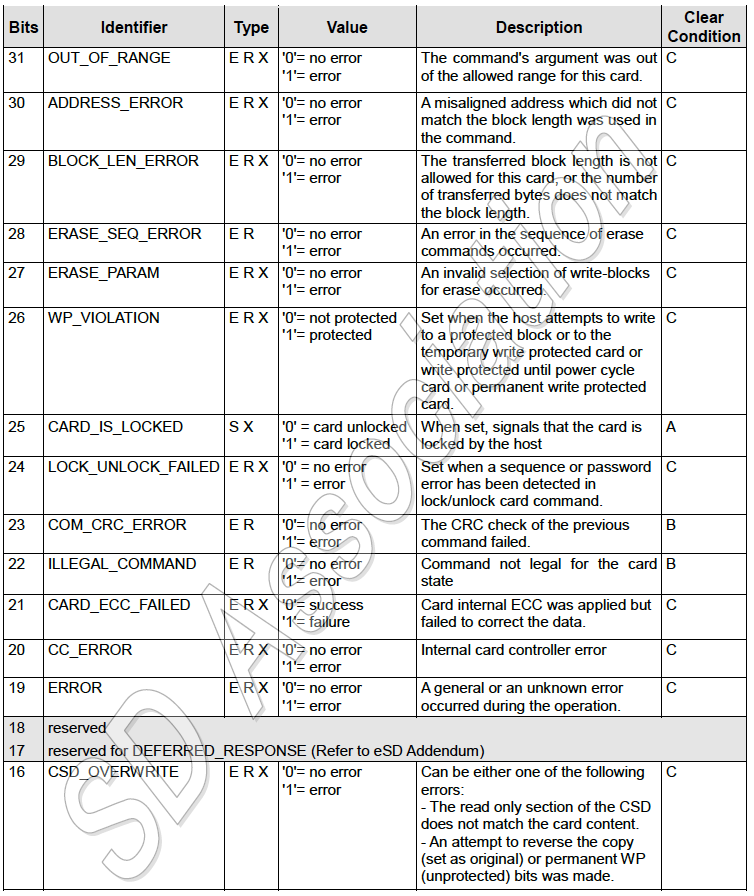 Bits Identifier Type Value Description Clear Condition
31 OUT_OF_RANGE E R X '0'= no error The command's argument was out C
'1'= error of the allowed range for this card.
30 ADDRESS_ERROR E R X '0'= no error A misaligned address which did not C
'1'= error match the block length was used in
the command.
29 BLOCK_LEN_ERROR E R X '0'= no error The transferred block length is not C
'1'= error allowed for this card, or the number
of transferred bytes does not match
the block length.
28 ERASE_SEQ_ERROR E R '0'= no error An error in the sequence of erase C
'1'= error commands occurred.
27 ERASE_PARAM E R X '0'= no error An invalid selection of write-blocks C
'1'= error for erase occurred.
26 WP_VIOLATION E R X '0'= not protected Set when the host attempts to write C
'1'= protected to a protected block or to the
temporary write protected card or
write protected until power cycle
card or permanent write protected
card.
25 CARD_IS_LOCKED S X '0' = card unlocked When set, signals that the card is A
'1' = card locked locked by the host
24 LOCK_UNLOCK_FAILED E R X '0' = no error Set when a sequence or password C
'1' = error error has been detected in
lock/unlock card command.
23 COM_CRC_ERROR E R '0'= no error The CRC check of the previous B
'1'= error command failed.
22 ILLEGAL_COMMAND E R '0'= no error Command not legal for the card B
'1'= error state
21 CARD_ECC_FAILED E R X '0'= success Card internal ECC was applied but C
'1'= failure failed to correct the data.
20 CC_ERROR E R X '0'= no error Internal card controller error C
'1'= error
19 ERROR E R X '0'= no error A general or an unknown error C
'1'= error occurred during the operation.
18 reserved
17 reserved for DEFERRED_RESPONSE (Refer to eSD Addendum)
16 CSD_OVERWRITE E R X '0'= no error Can be either one of the following C
'1'= error errors:
- The read only section of the CSD
does not match the card content.
- An attempt to reverse the copy
(set as original) or permanent WP
(unprotected) bits was made.
SD Association